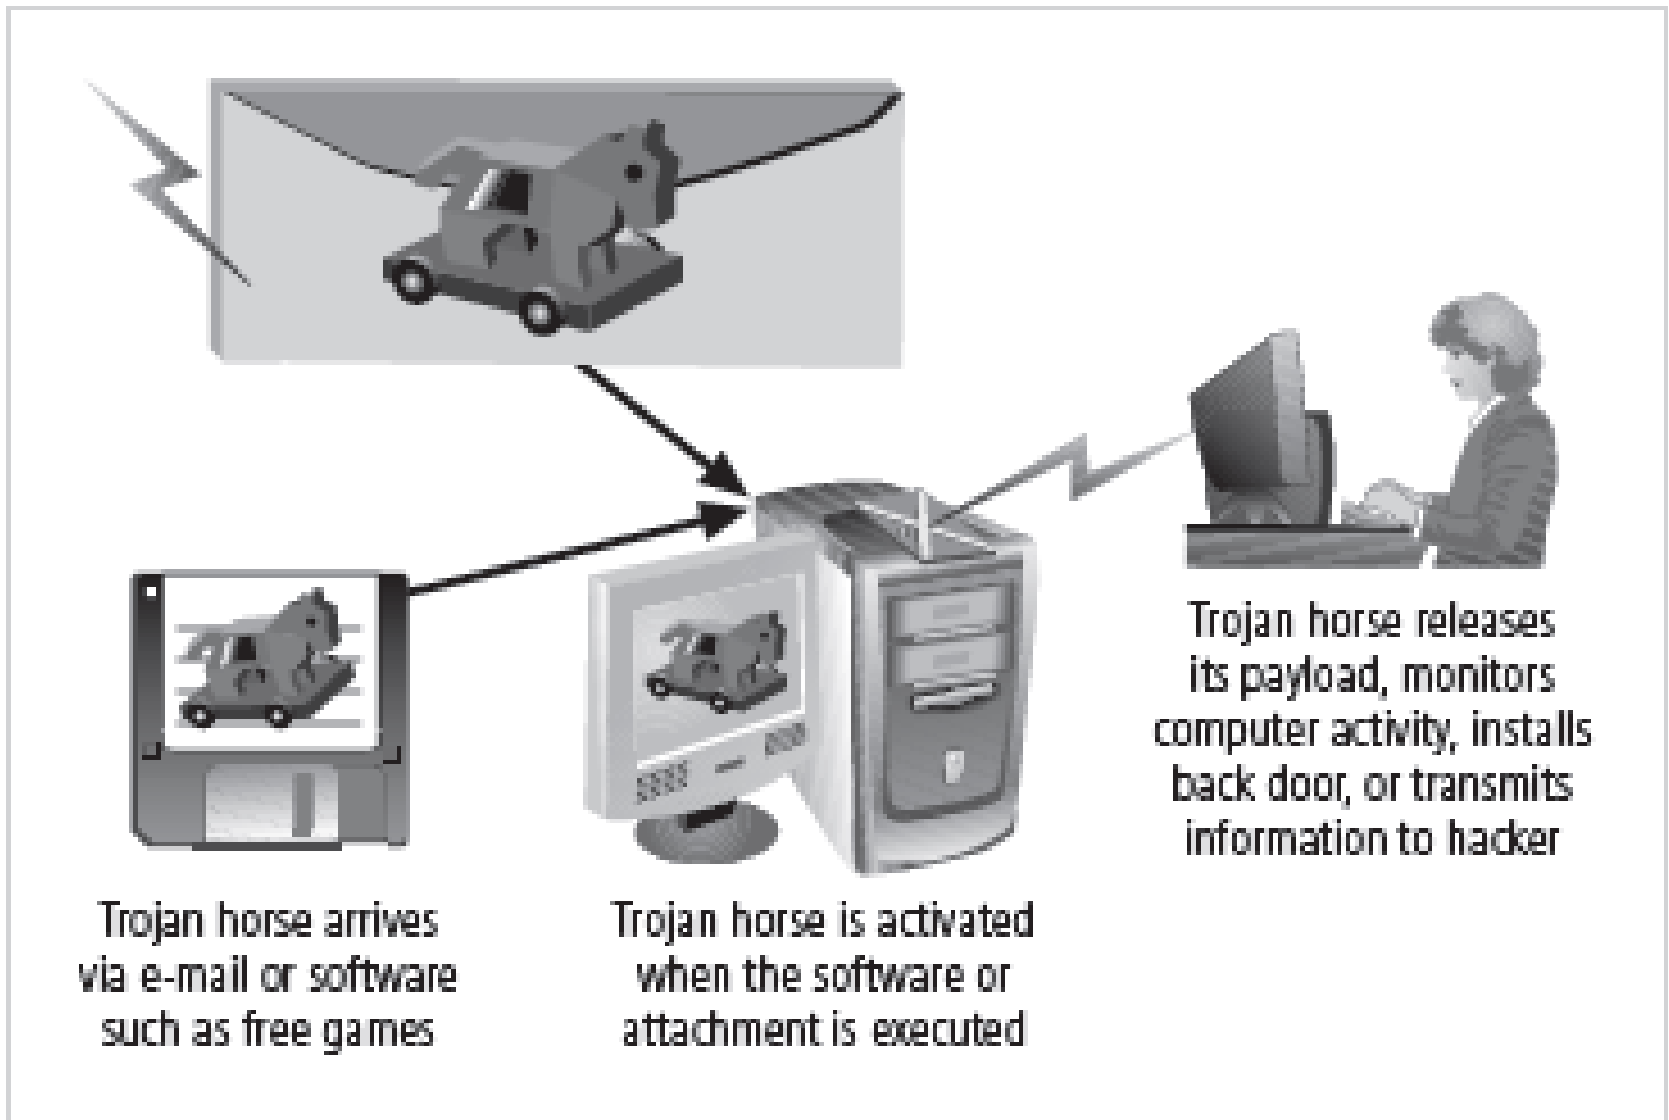 Trojan horse arrives
via e-mail or software
such as free games
Trojan horse is activated
when the software or
attachment is executed
Trojan horse releases
its payload, monitors
computer activity, installs
back door, or transmits
information to hacker